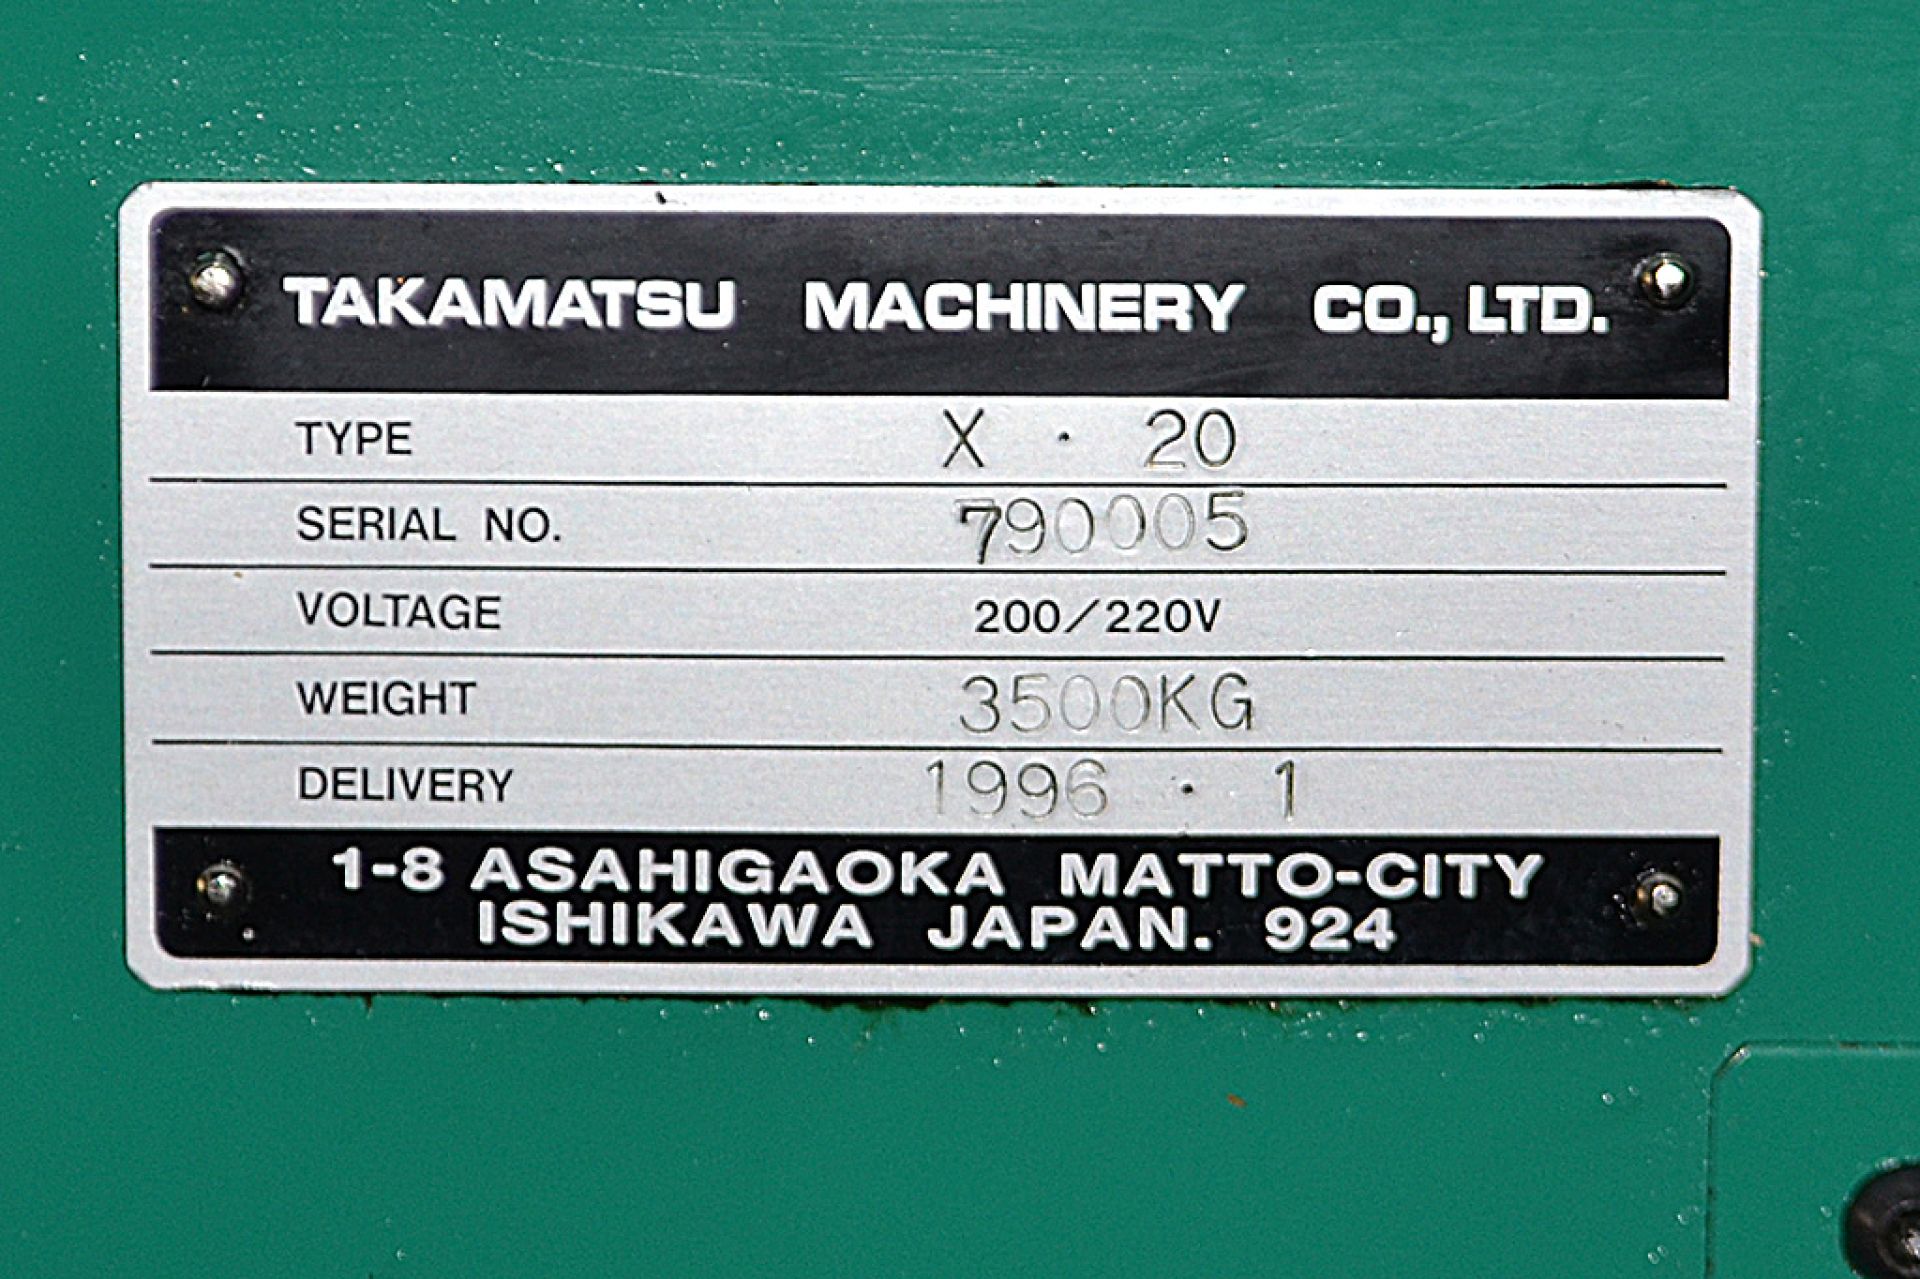 TAKAMATSU MACHINERY CO., LTD.
TYPE X · 20
SERIAL NO. 790005
VOLTAGE 200/220V
WEIGHT 3500KG
DELIVERY 1996 · 1
1-8 ASAHIGAOKA MATTO-CITY
ISHIKAWA JAPAN. 924